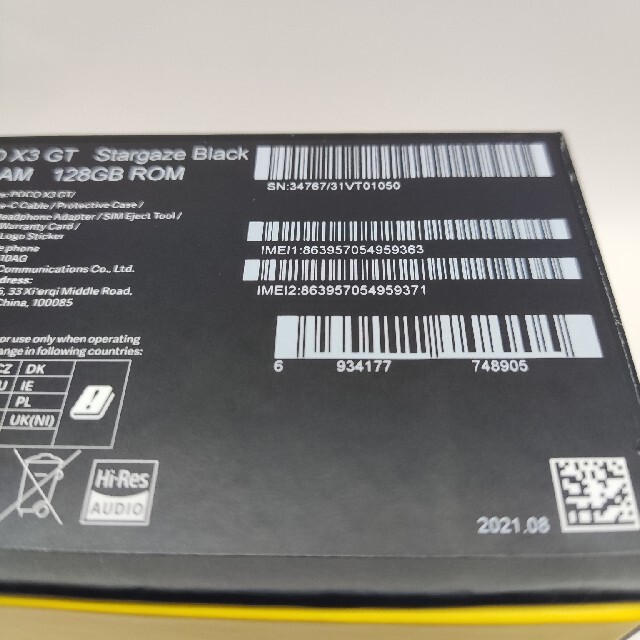 X3 GT Stargaze Black
AM 128GB ROM
SN:34767/31VT01050
:POCO X3 GT/
-C Cable / Protective Case /
Headphone Adapter / SIM Eject Tool /
Warranty Card /
Logo Sticker
phone
10AG
Communications Co., Ltd.
dress:
, 33 Xi'erqi Middle Road,
China, 100085
IMEI1:863957054959363
IMEI2:863957054959371
6 934177 748905
or use only when operating
ange in following countries:
CZ DK
U IE
PL
UK(NI)
Hi-Res
AUDIO
2021.08